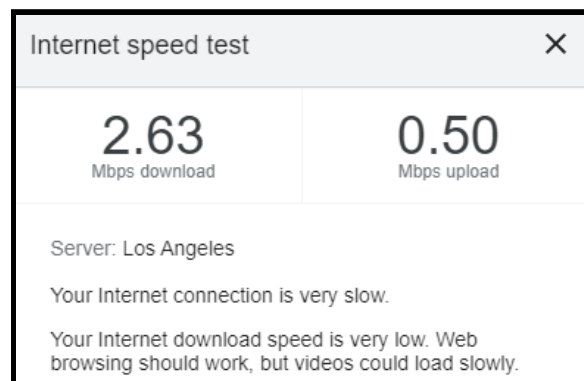 Internet speed test
2.63
Mbps download
0.50
Mbps upload
Server: Los Angeles
Your Internet connection is very slow.
Your Internet download speed is very low. Web
browsing should work, but videos could load slowly.